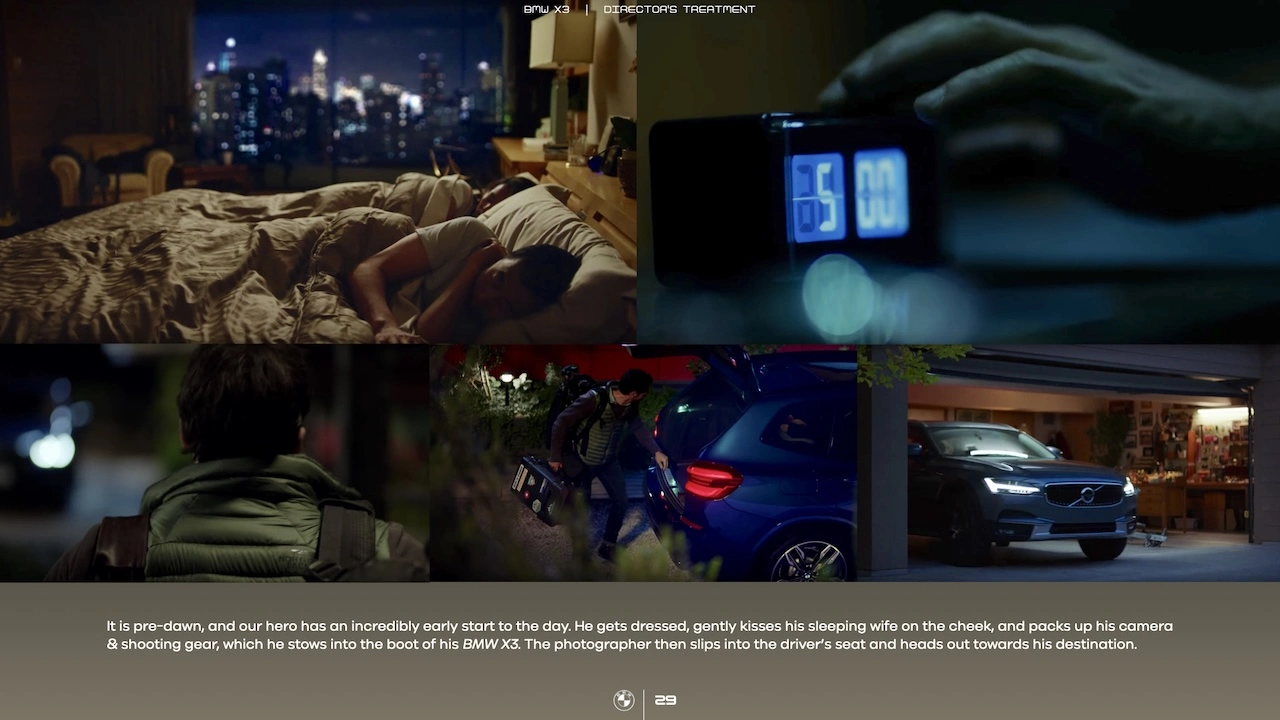 BMW X3 | DIRECTOR'S TREATMENT
5 00
It is pre-dawn, and our hero has an incredibly early start to the day. He gets dressed, gently kisses his sleeping wife on the cheek, and packs up his camera
& shooting gear, which he stows into the boot of his BMW X3. The photographer then slips into the driver's seat and heads out towards his destination.
29